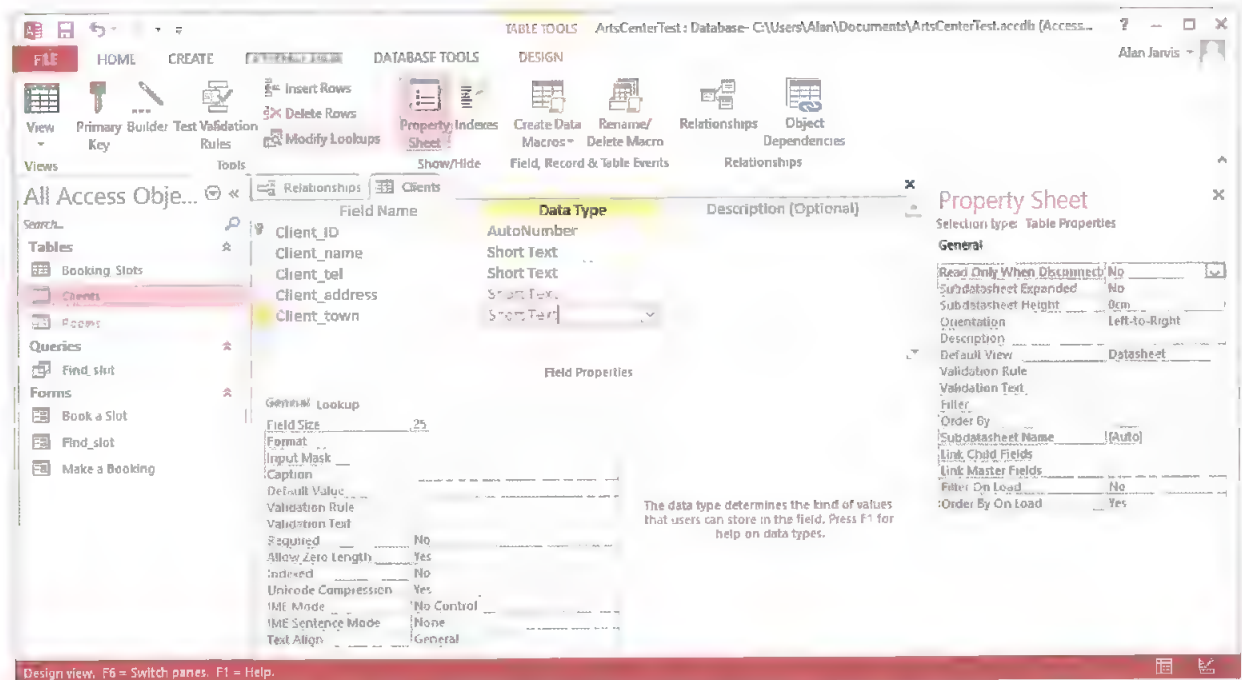 TABLE TOOLS ArtsCenterTest : Database- C:\Users\Alan\Documents\ArtsCenterTest.accdb (Access...
FILE HOME CREATE DATABASE TOOLS DESIGN Alan Jarvis
View
Primary Key
Builder
Test Validation Rules
Insert Rows
Delete Rows
Modify Lookups
Property Sheet
Indexes
Create Data Macros
Rename/ Delete Macro
Relationships
Object Dependencies
Views Tools Show/Hide Field, Record & Table Events Relationships
All Access Obje...
Search...
Tables
Booking Slots
Clients
Rooms
Queries
Find_slot
Forms
Book a Slot
Find_slot
Make a Booking
Relationships Clients
Field Name Data Type Description (Optional)
Client_ID AutoNumber
Client_name Short Text
Client_tel Short Text
Client_address Short Text
Client_town Short Text
Field Properties
General Lookup
Field Size 25
Format
Input Mask
Caption
Default Value
Validation Rule
Validation Text
Required No
Allow Zero Length Yes
Indexed No
Unicode Compression Yes
IME Mode No Control
IME Sentence Mode None
Text Align General
The data type determines the kind of values
that users can store in the field. Press F1 for
help on data types.
Property Sheet
Selection type: Table Properties
General
Read Only When Disconnect No
Subdatasheet Expanded No
Subdatasheet Height 0cm
Orientation Left-to-Right
Description
Default View Datasheet
Validation Rule
Validation Text
Filter
Order By
Subdatasheet Name [Auto]
Link Child Fields
Link Master Fields
Filter On Load No
Order By On Load Yes
Design view. F6 = Switch panes. F1 = Help.